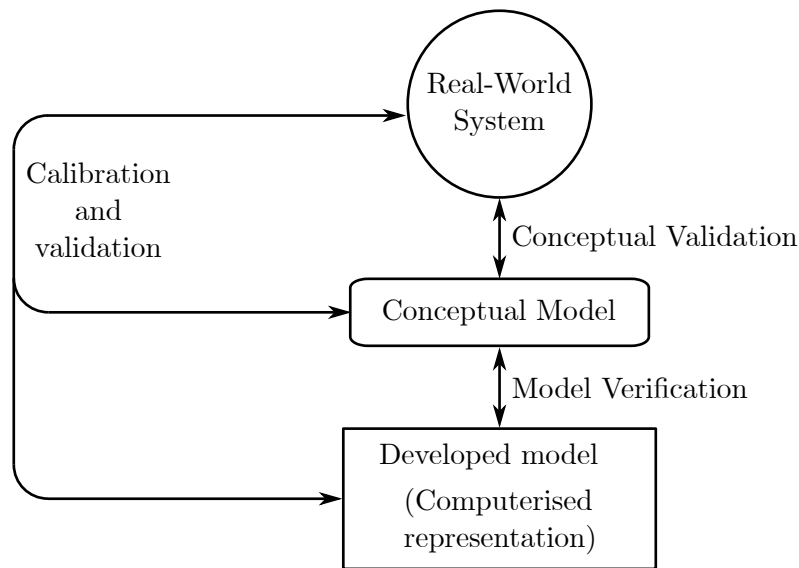 Real-World
System
Calibration
and
validation
Conceptual Validation
Conceptual Model
Model Verification
Developed model
(Computerised
representation)